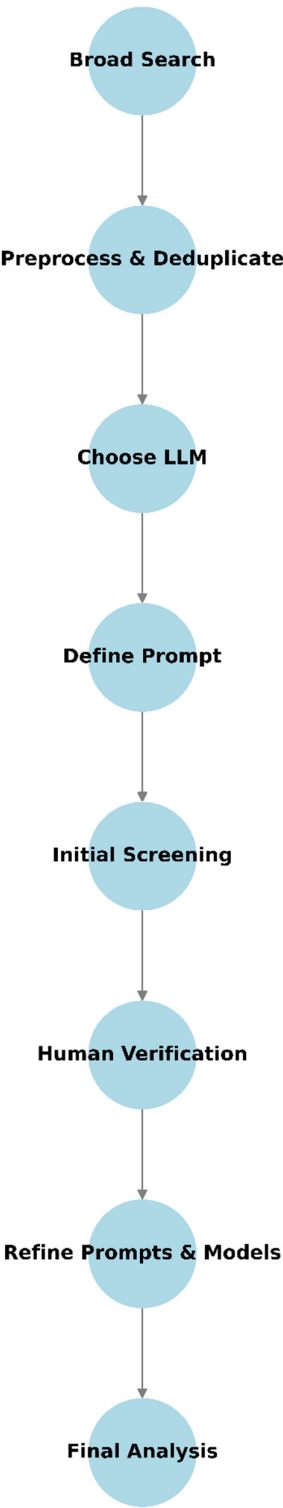 Broad Search
Preprocess & Deduplicate
Choose LLM
Define Prompt
Initial Screening
Human Verification
Refine Prompts & Models
Final Analysis